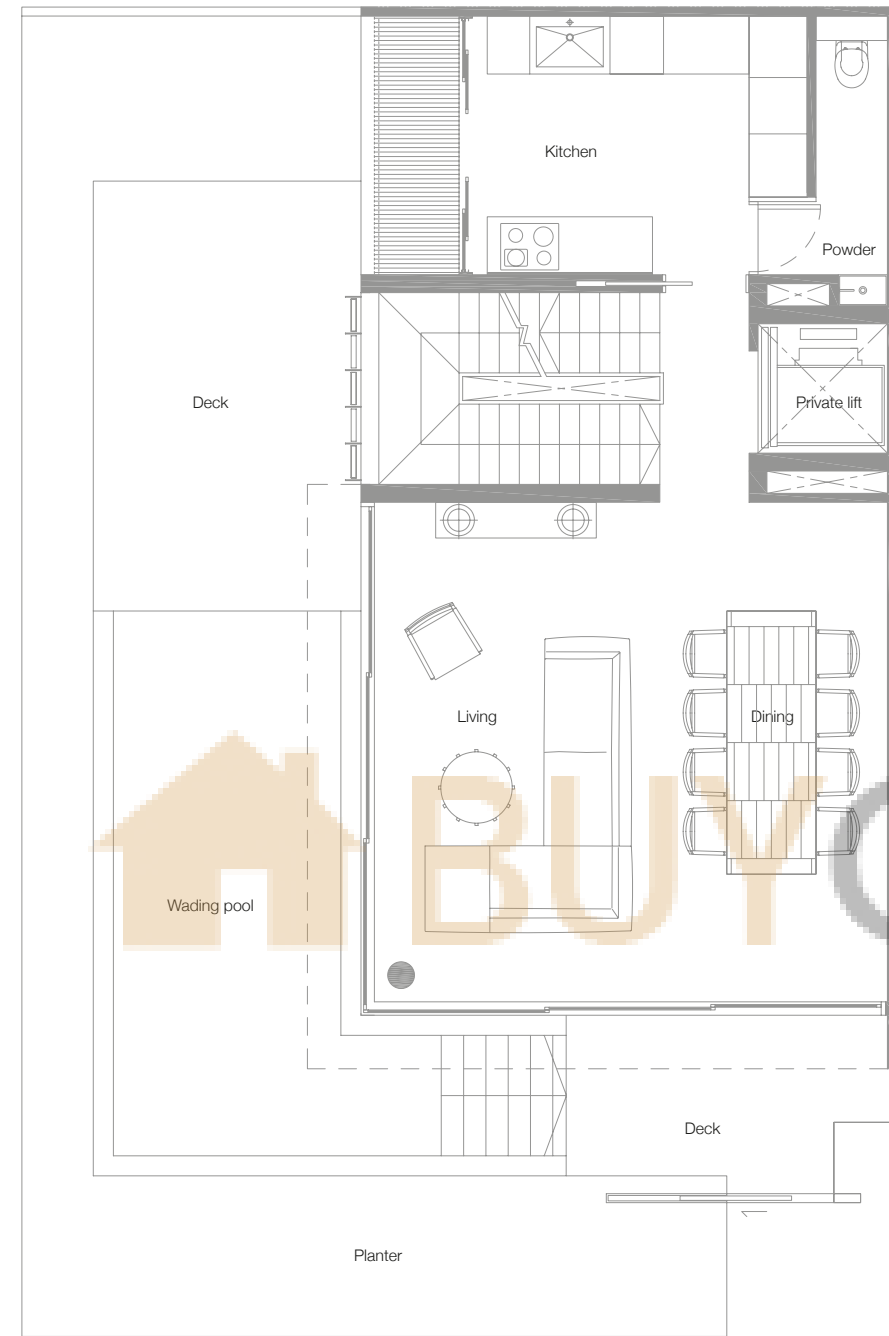 Kitchen
Powder
Deck
Private lift
Living
Dining
BUY
Wading pool
Deck
Planter